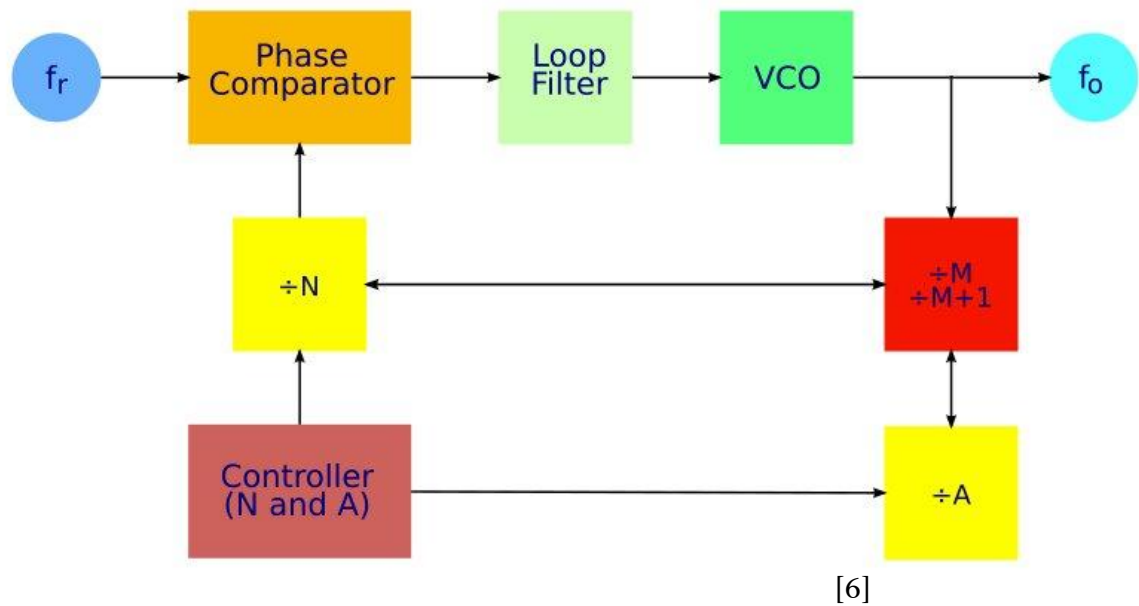 fr
Phase
Comparator
Loop
Filter
VCO
fo
÷N
÷M
÷M+1
Controller
(N and A)
÷A
[6]